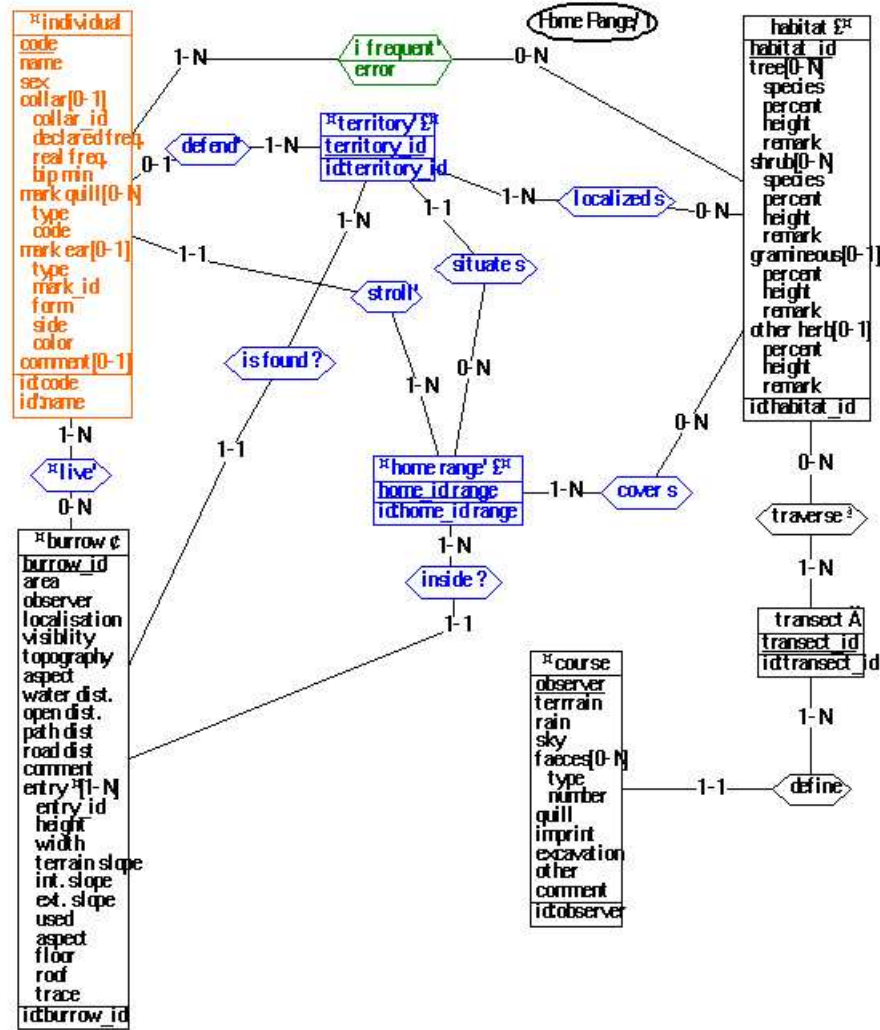 ¤individual
code
name
sex
collar[0-1]
collar_id
declared freq.
real freq.
bip min
mark quill[0-N]
type
code
mark ear[0-1]
type
mark_id
form
side
color
comment[0-1]
id:code
id':name
1-N
i frequent'
error
0-N
Home Range/1
habitat £¤
habitat_id
tree[0-N]
species
percent
height
remark
shrub[0-N]
species
percent
height
remark
gramineous[0-1]
percent
height
remark
other herb[0-1]
percent
height
remark
id:habitat_id
0-1
defend'
1-N
¤territory' £¤
territory_id
id:territory_id
1-N
localized s
0-N
1-N
1-1
1-1
situate s
stroll'
is found ?
1-N
0-N
0-N
1-1
¤home range' £¤
home_id range
id:home_id range
1-N
cover s
1-N
¤live'
0-N
1-N
inside ?
1-1
0-N
traverse
1-N
¤burrow ¢
burrow_id
area
observer
localisation
visiblity
topography
aspect
water dist.
open dist.
path dist
road dist
comment
entry ¤[1-N]
entry_id
height
width
terrain slope
int. slope
ext. slope
used
aspect
floor
roof
trace
id:burrow_id
transect Ä
transect_id
id:transect_id
1-N
¤course
observer
terrrain
rain
sky
faeces[0-N]
type
number
quill
imprint
excavation
other
comment
id:observer
1-1
define